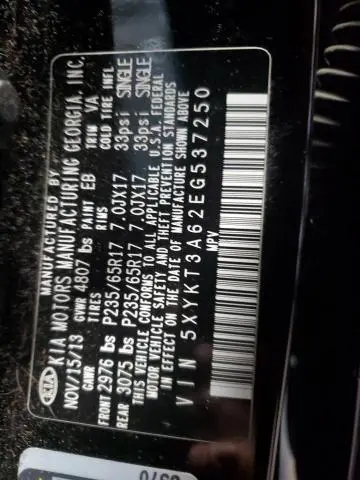 MANUFACTURED BY
KIA KIA MOTORS MANUFACTURING GEORGIA, INC.
NOV/15/13 GVWR 4807 lbs PAINT EB TRIM VA
GAWR TIRES RIMS COLD TIRE INFL.
FRONT 2976 lbs P235/65R17 7.0JX17 33psi SINGLE
REAR 3075 lbs P235/65R17 7.0JX17 33psi SINGLE
THIS VEHICLE CONFORMS TO ALL APPLICABLE U.S.A. FEDERAL
MOTOR VEHICLE SAFETY AND THEFT PREVENTION STANDARDS
IN EFFECT ON THE DATE OF MANUFACTURE SHOWN ABOVE
VIN 5XYKT3A62EG537250
MPV